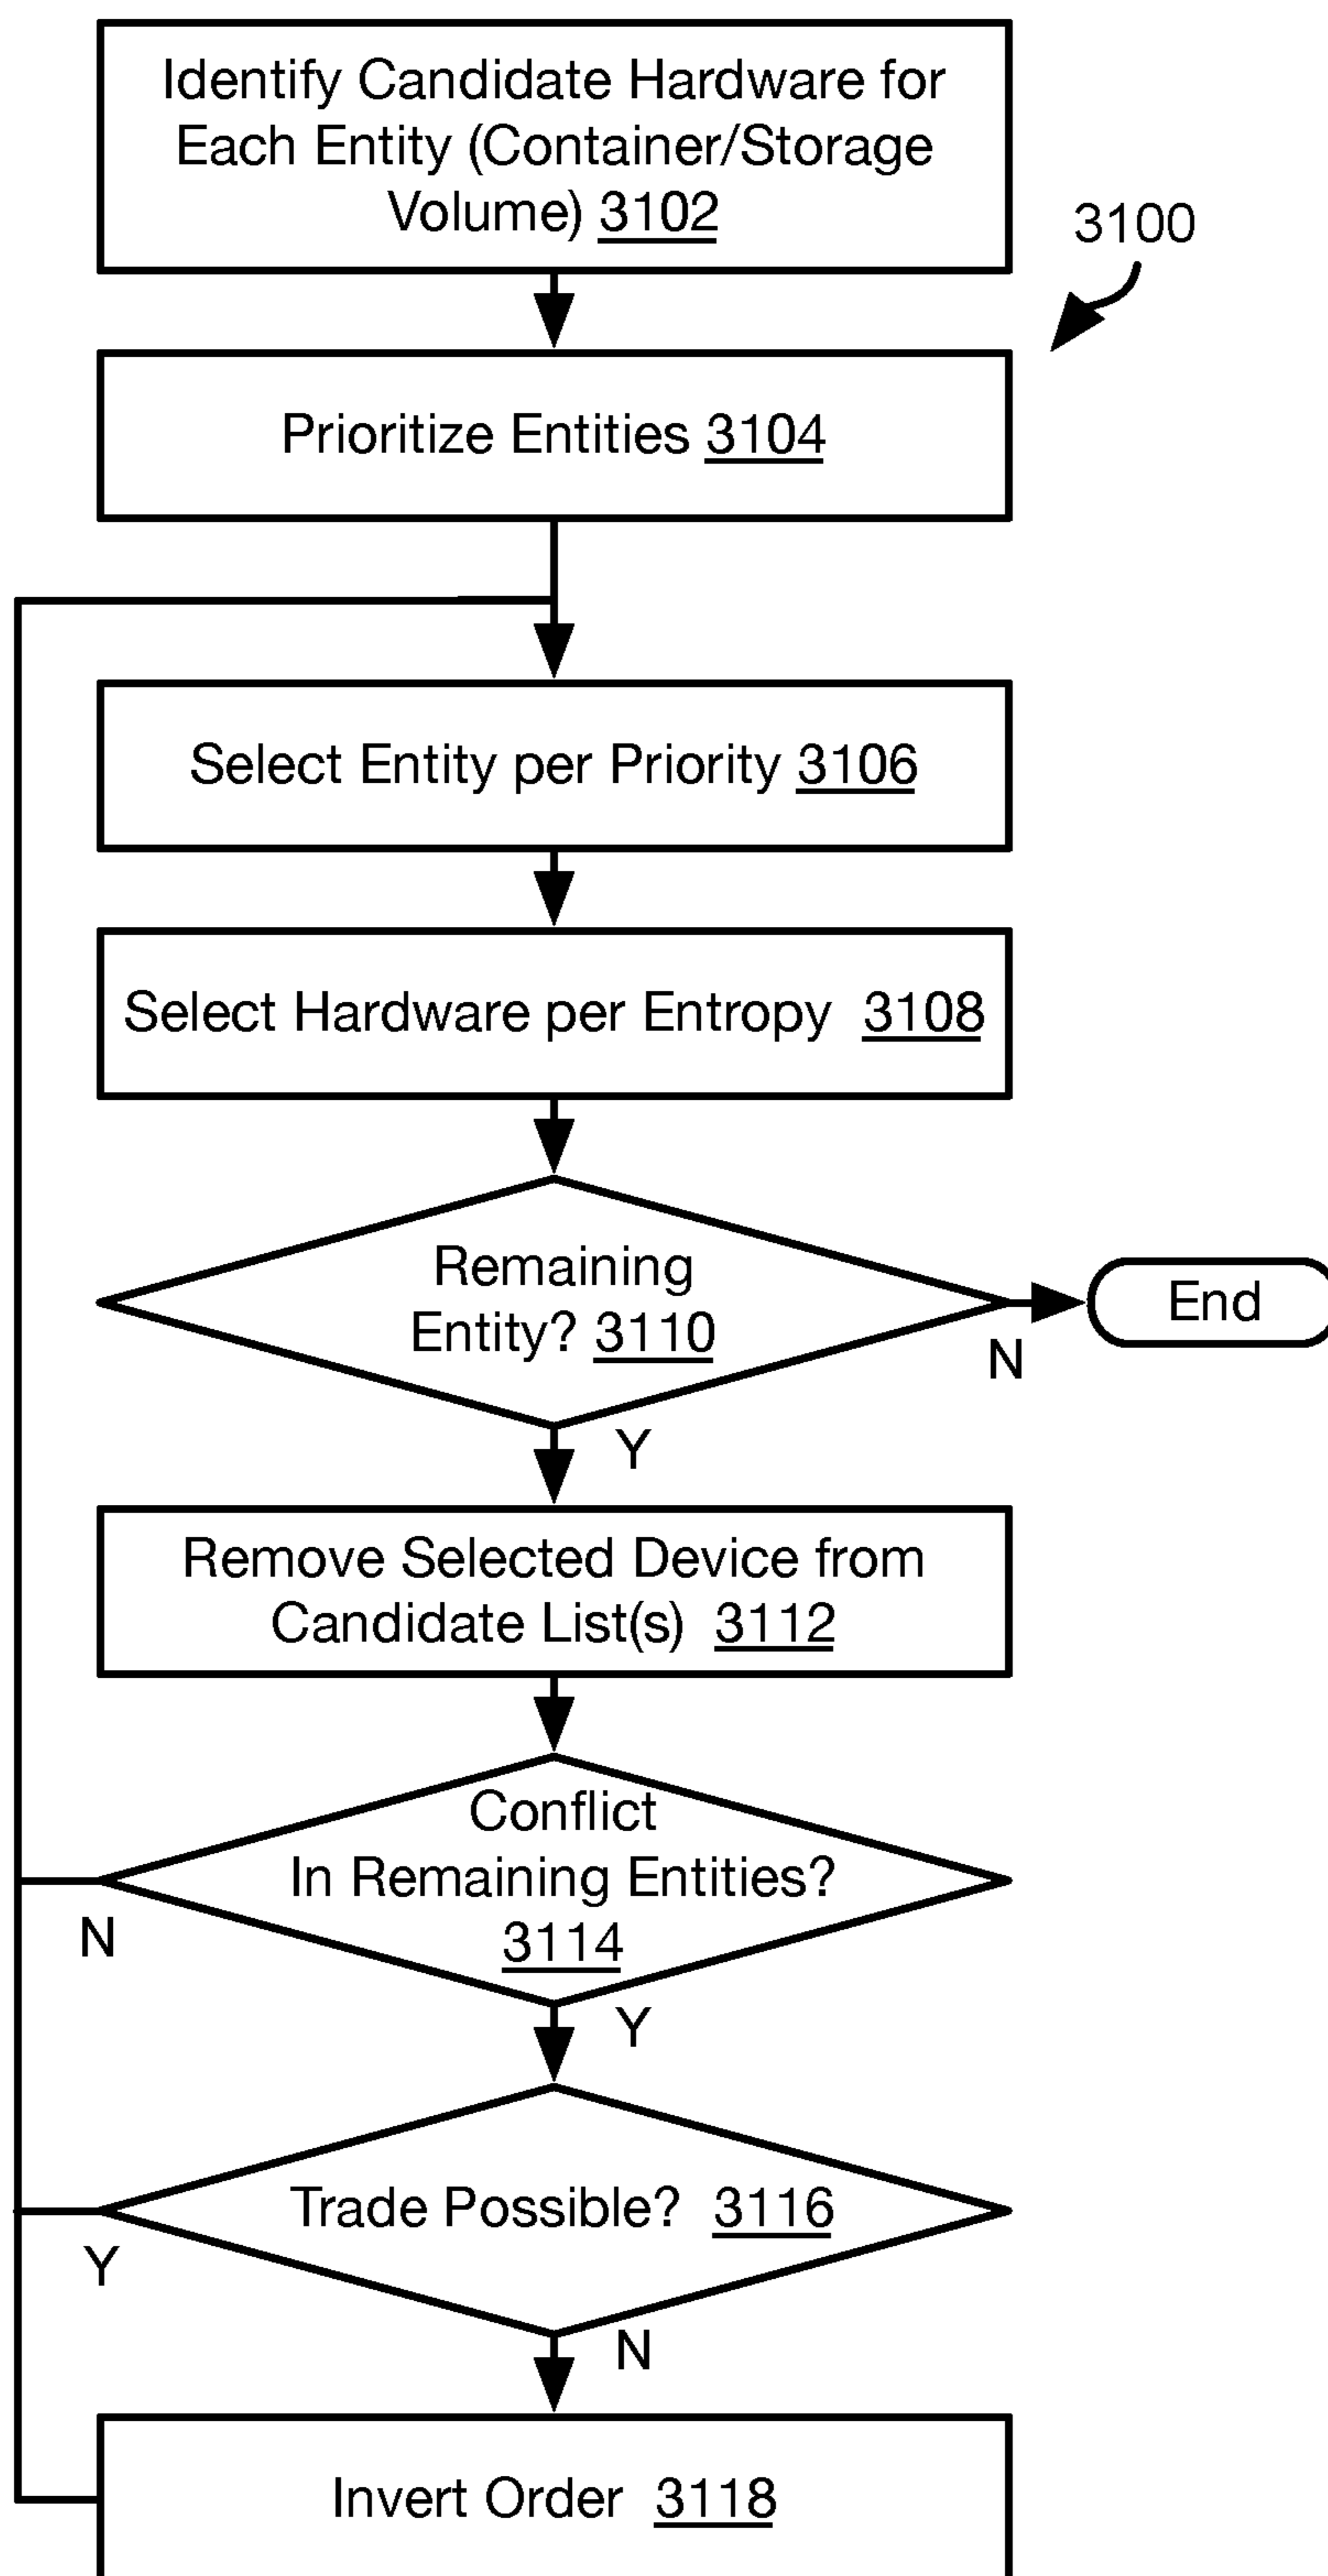 Identify Candidate Hardware for
Each Entity (Container/Storage
Volume) 3102
3100
Prioritize Entities 3104
Select Entity per Priority 3106
Select Hardware per Entropy 3108
Remaining
Entity? 3110
End
N
Y
Remove Selected Device from
Candidate List(s) 3112
Conflict
In Remaining Entities?
3114
N
Y
Trade Possible? 3116
Y
N
Invert Order 3118